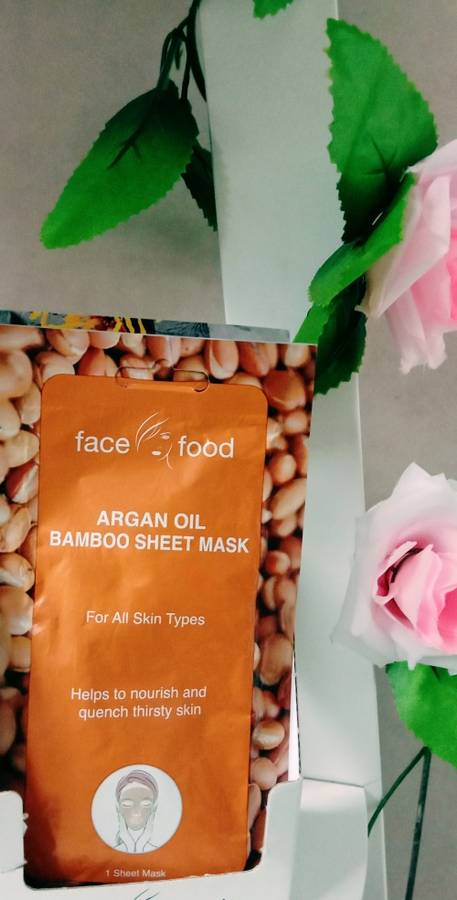 face food
ARGAN OIL
BAMBOO SHEET MASK
For All Skin Types
Helps to nourish and
quench thirsty skin
1 Sheet Mask